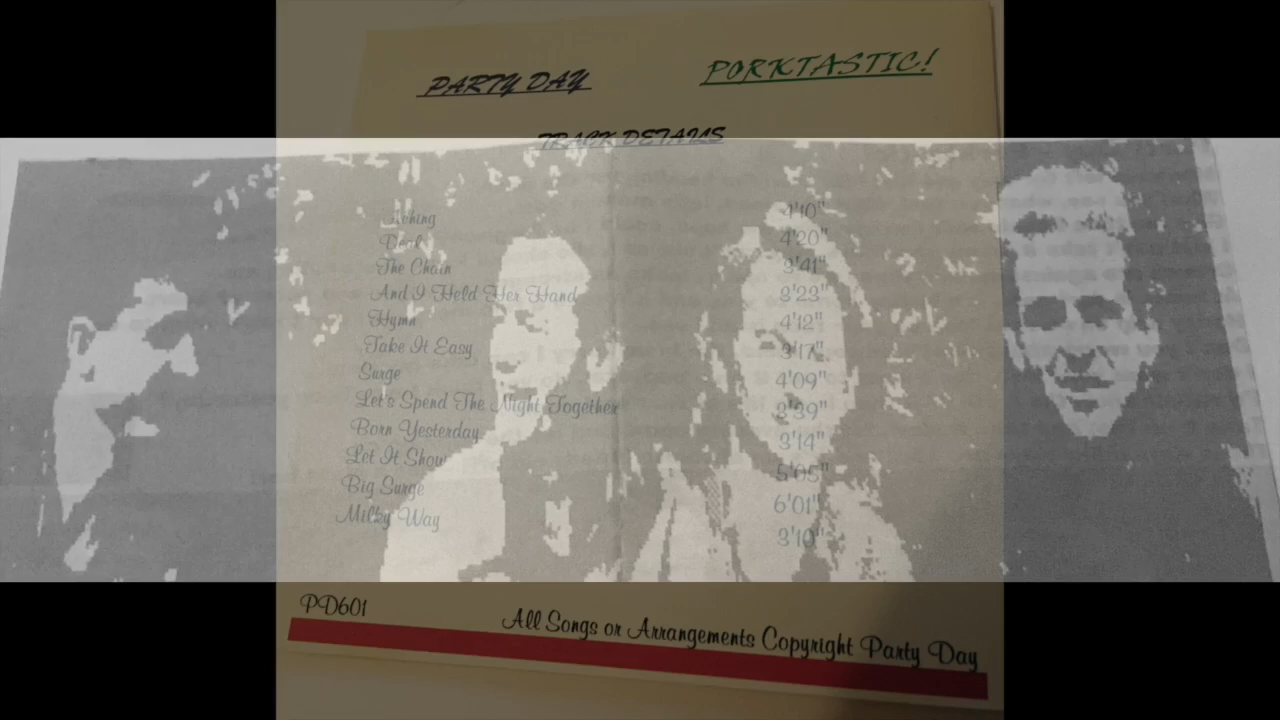 PARTY DAY
PORKTASTIC!
TRACK DETAILS
4'10"
Deal 4'20"
The Chain 3'41"
And I Held Her Hand 3'23"
Hymn 4'12"
Take It Easy 3'17"
Surge 4'09"
Let's Spend The Night Together 3'39"
Born Yesterday 3'14"
Let It Show 5'05"
Big Surge 6'01"
Milky Way 3'10"
PD601
All Songs or Arrangements Copyright Party Day